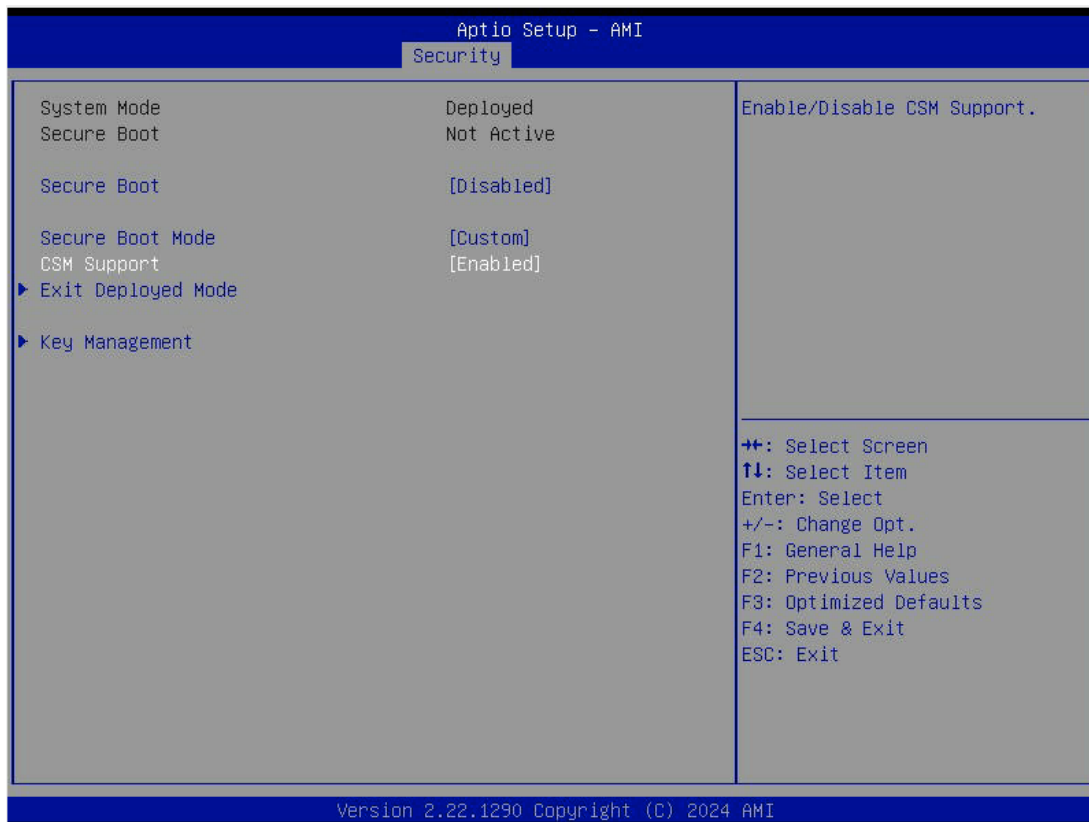 Aptio Setup – AMI
Security
System Mode Deployed
Secure Boot Not Active
Secure Boot [Disabled]
Secure Boot Mode [Custom]
CSM Support [Enabled]
Exit Deployed Mode
Key Management
Enable/Disable CSM Support.
→←: Select Screen
↑↓: Select Item
Enter: Select
+/-: Change Opt.
F1: General Help
F2: Previous Values
F3: Optimized Defaults
F4: Save & Exit
ESC: Exit
Version 2.22.1290 Copyright (C) 2024 AMI